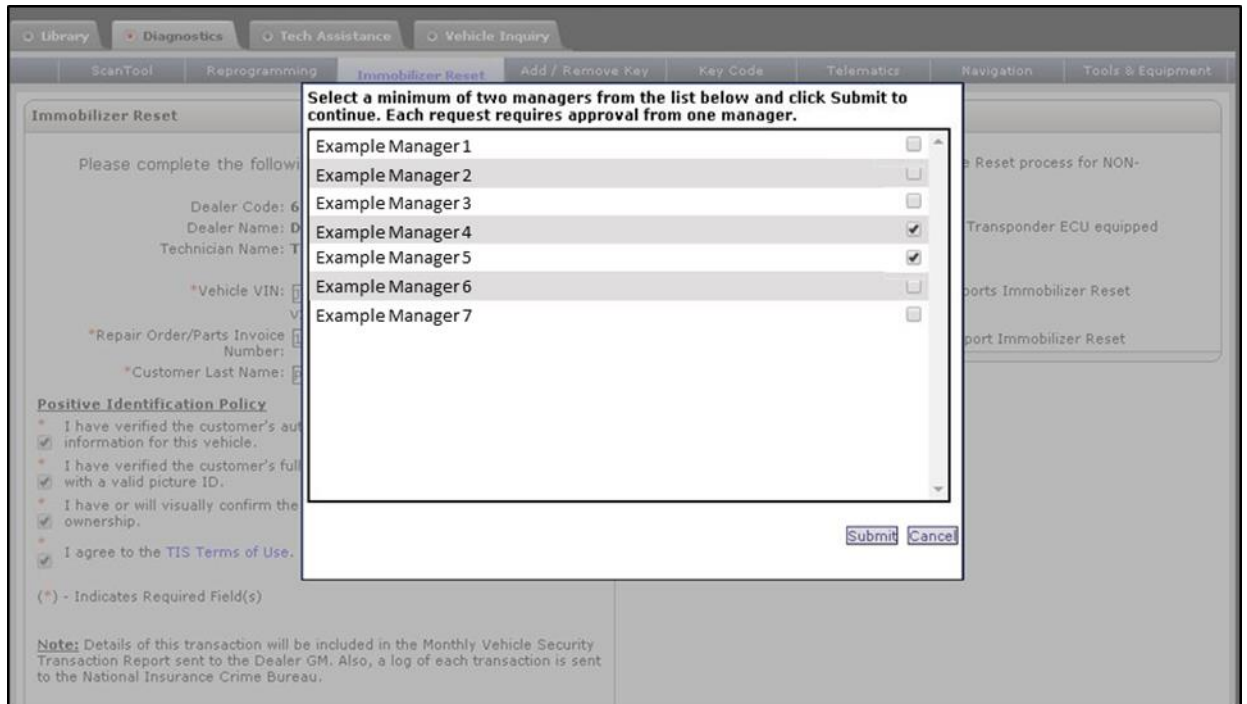 Library
Diagnostics
Tech Assistance
Vehicle Inquiry
ScanTool
Reprogramming
Immobilizer Reset
Add / Remove Key
Key Code
Telematics
Navigation
Tools & Equipment
Immobilizer Reset
Please complete the
Dealer Code: 6
Dealer Name: D
Technician Name: T
*Vehicle VIN:
*Repair Order/Parts Invoice
Number:
*Customer Last Name:
Positive Identification Policy
* I have verified the customer's
information for this vehicle.
* I have verified the customer's full
with a valid picture ID.
* I have or will visually confirm the
ownership.
*
I agree to the TIS Terms of Use.
(*) - Indicates Required Field(s)
Note: Details of this transaction will be included in the Monthly Vehicle Security
Transaction Report sent to the Dealer GM. Also, a log of each transaction is sent
to the National Insurance Crime Bureau.
Select a minimum of two managers from the list below and click Submit to
continue. Each request requires approval from one manager.
Example Manager 1
Example Manager 2
Example Manager 3
Example Manager 4
Example Manager 5
Example Manager 6
Example Manager 7
Submit
Cancel
Reset process for NON-
Transponder ECU equipped
Immobilizer Reset
Immobilizer Reset